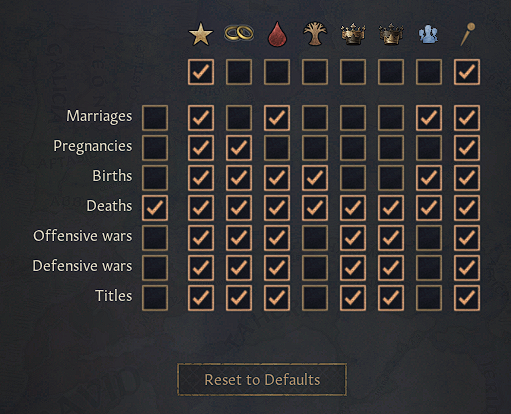 Marriages
Pregnancies
Births
Deaths
Offensive wars
Defensive wars
Titles
Reset to Defaults